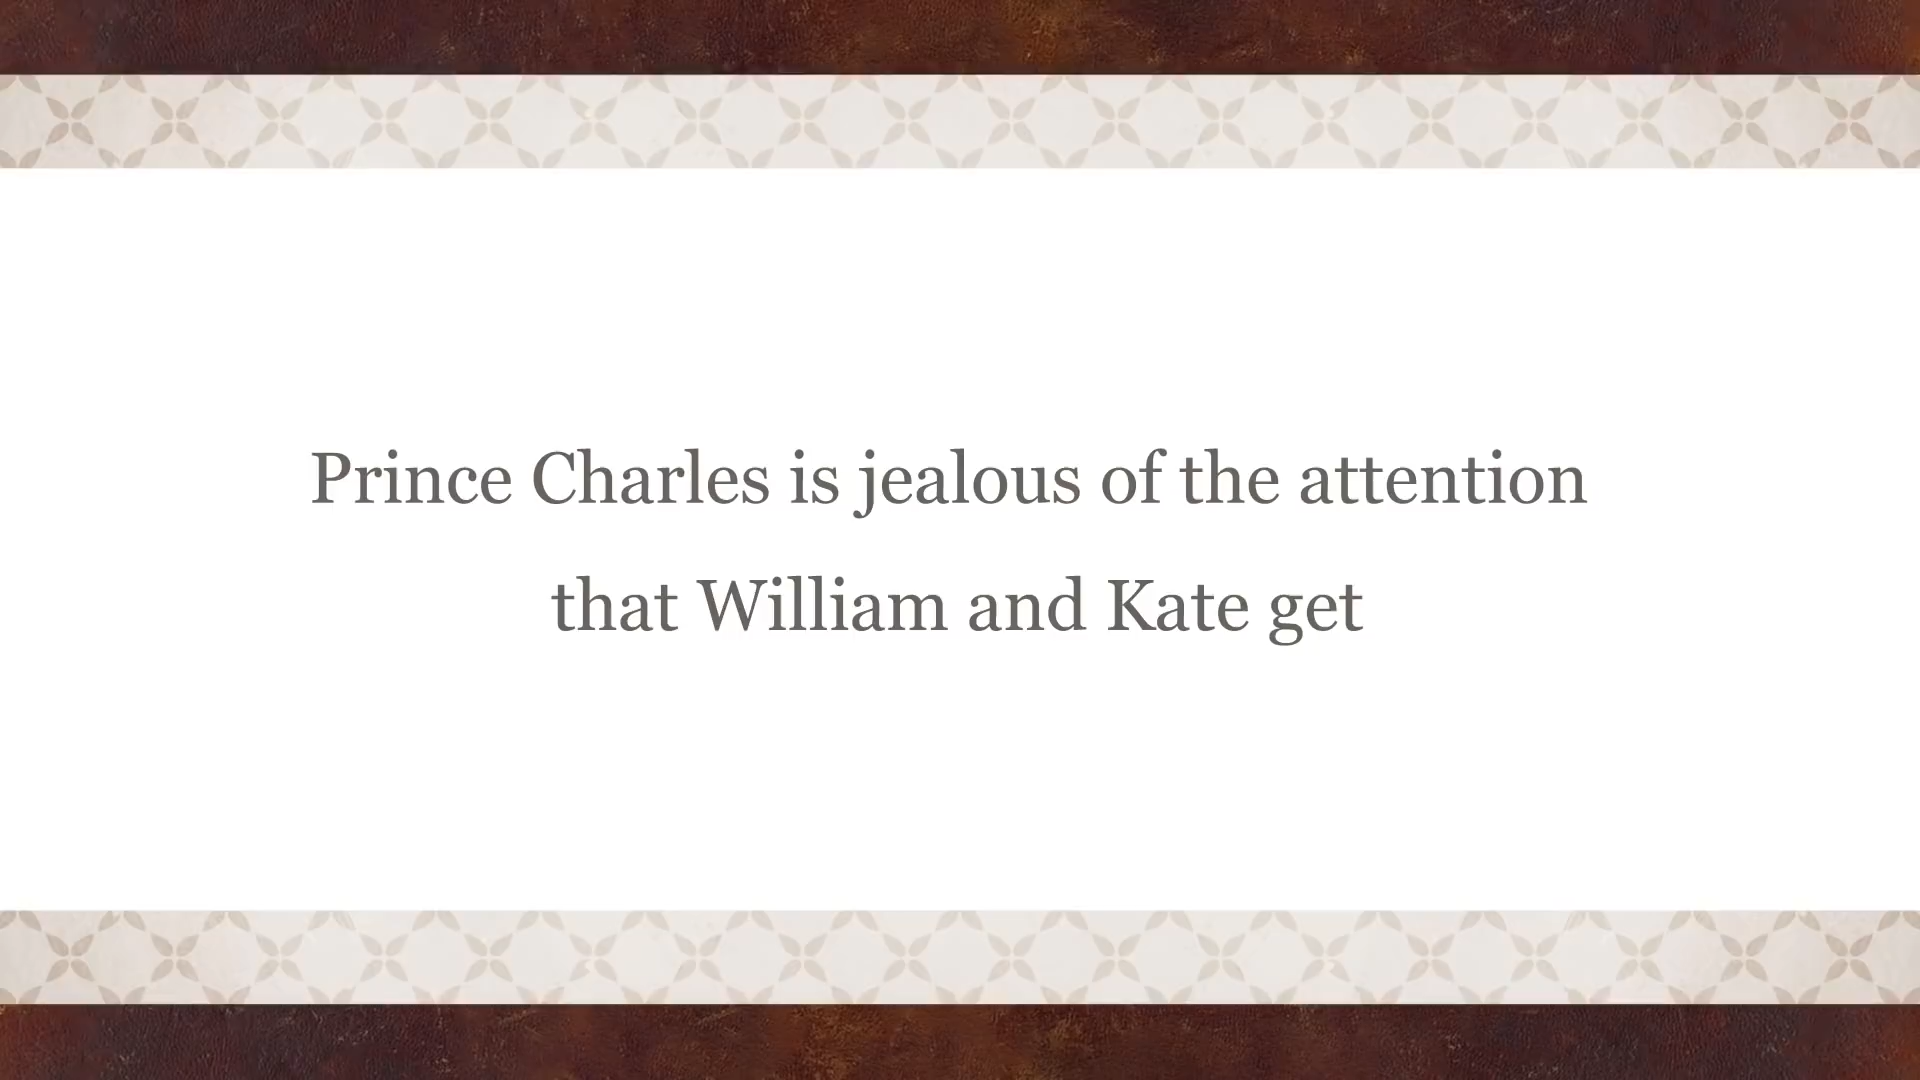 Prince Charles is jealous of the attention
that William and Kate get